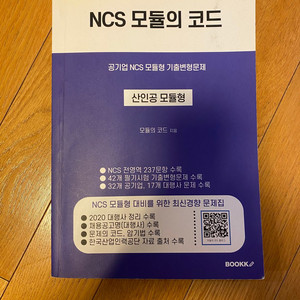 NCS 모듈의 코드
공기업 NCS 모듈형 기출변형문제
산인공 모듈형
모듈의 코드 지음
● NCS 전영역 237문항 수록
● 42개 필기시험 기출변형문제 수록
● 32개 공기업, 17개 대행사 문제 수록
NCS 모듈형 대비를 위한 최신경향 문제집
● 2020 대행사 정리 수록
● 채용공고명(대행사) 수록
● 문제의 코드, 암기법 수록
● 한국산업인력공단 자료 출처 수록
BOOKK